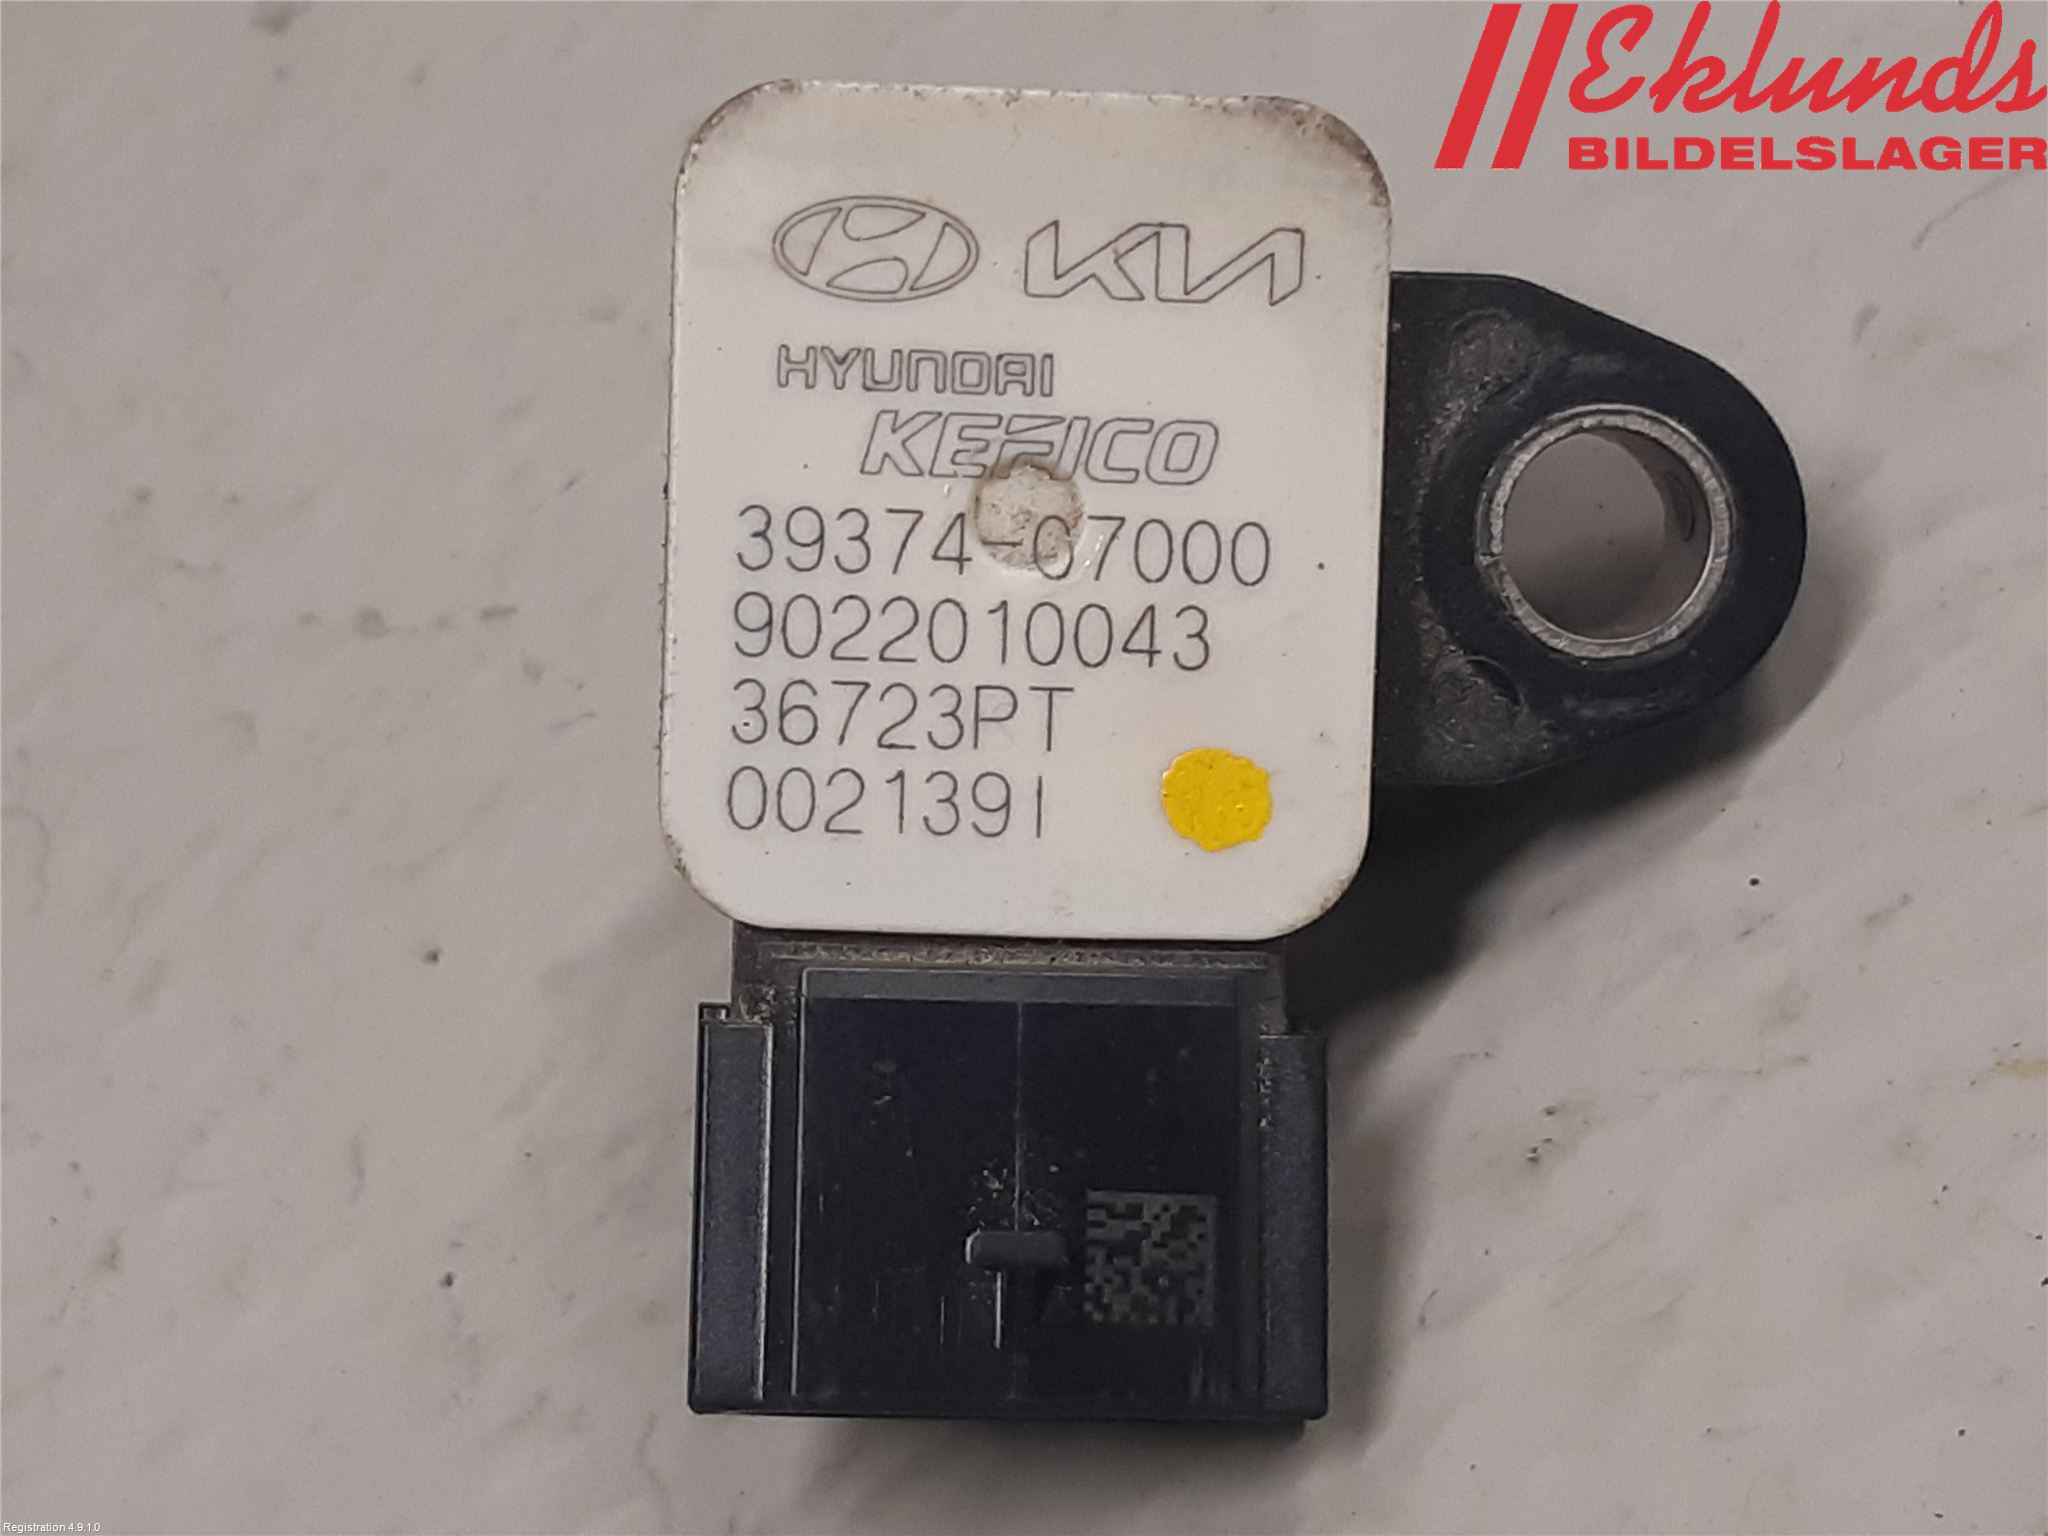 Eklunds
BILDELSLAGER
KIA
HYUNDAI
KEFICO
39374-07000
9022010043
36723PT
0021391
Registration 4.9.1.0